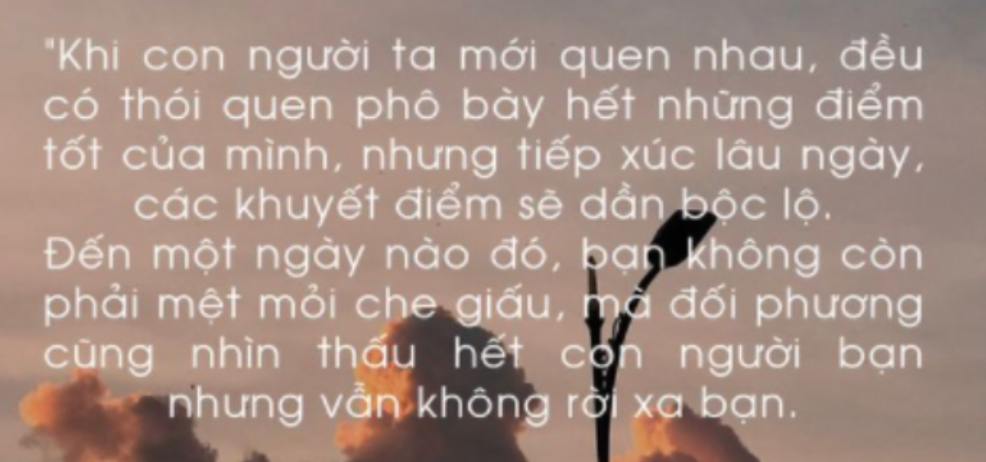 "Khi con người ta mới quen nhau, đều
có thói quen phô bày hết những điểm
tốt của mình, nhưng tiếp xúc lâu ngày,
các khuyết điểm sẽ dần bộc lộ.
Đến một ngày nào đó, bạn không còn
phải mệt mỏi che giấu, mà đối phương
cũng nhìn thấu hết con người bạn
nhưng vẫn không rời xa bạn.